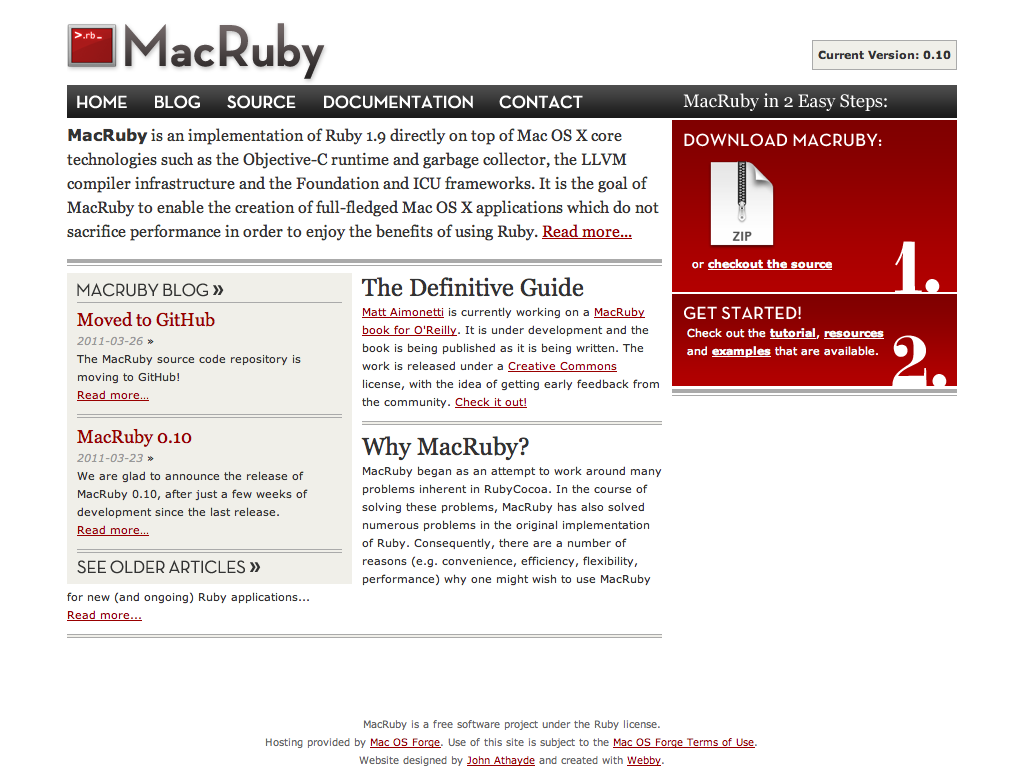 >.rb_
MacRuby
Current Version: 0.10
HOME BLOG SOURCE DOCUMENTATION CONTACT
MacRuby in 2 Easy Steps:
MacRuby is an implementation of Ruby 1.9 directly on top of Mac OS X core
technologies such as the Objective-C runtime and garbage collector, the LLVM
compiler infrastructure and the Foundation and ICU frameworks. It is the goal of
MacRuby to enable the creation of full-fledged Mac OS X applications which do not
sacrifice performance in order to enjoy the benefits of using Ruby. Read more...
DOWNLOAD MACRUBY:
ZIP
or checkout the source
1.
GET STARTED!
Check out the tutorial, resources
and examples that are available.
2.
MACRUBY BLOG »
Moved to GitHub
2011-03-26 »
The MacRuby source code repository is
moving to GitHub!
Read more...
MacRuby 0.10
2011-03-23 »
We are glad to announce the release of
MacRuby 0.10, after just a few weeks of
development since the last release.
Read more...
SEE OLDER ARTICLES »
The Definitive Guide
Matt Aimonetti is currently working on a MacRuby
book for O'Reilly. It is under development and the
book is being published as it is being written. The
work is released under a Creative Commons
license, with the idea of getting early feedback from
the community. Check it out!
Why MacRuby?
MacRuby began as an attempt to work around many
problems inherent in RubyCocoa. In the course of
solving these problems, MacRuby has also solved
numerous problems in the original implementation
of Ruby. Consequently, there are a number of
reasons (e.g. convenience, efficiency, flexibility,
performance) why one might wish to use MacRuby
for new (and ongoing) Ruby applications...
Read more...
MacRuby is a free software project under the Ruby license.
Hosting provided by Mac OS Forge. Use of this site is subject to the Mac OS Forge Terms of Use.
Website designed by John Athayde and created with Webby.